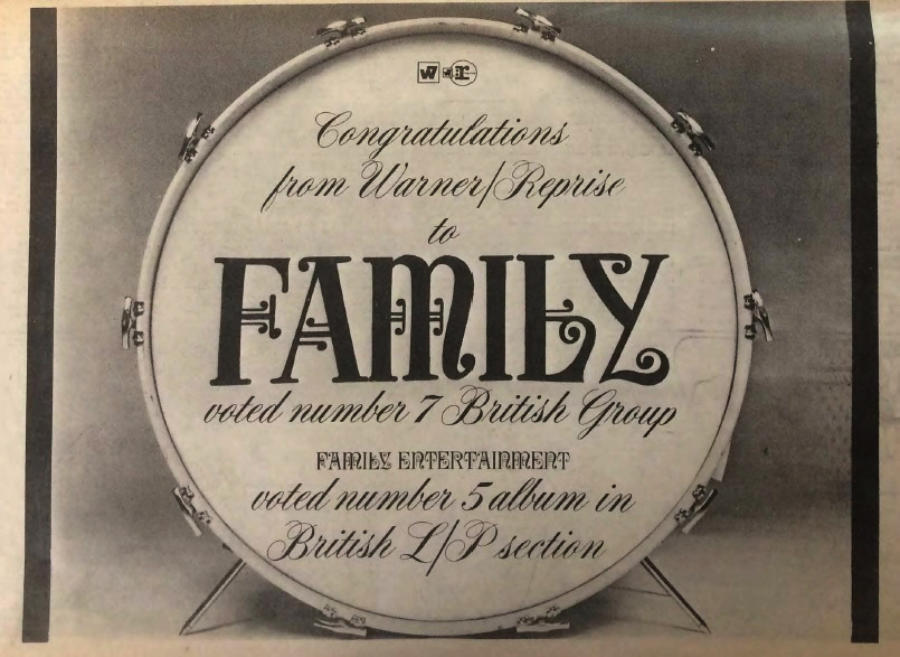 W W r
Congratulations
from Warner/Reprise
to
FAMILY
voted number 7 British Group
FAMILY ENTERTAINMENT
voted number 5 album in
British L/P section